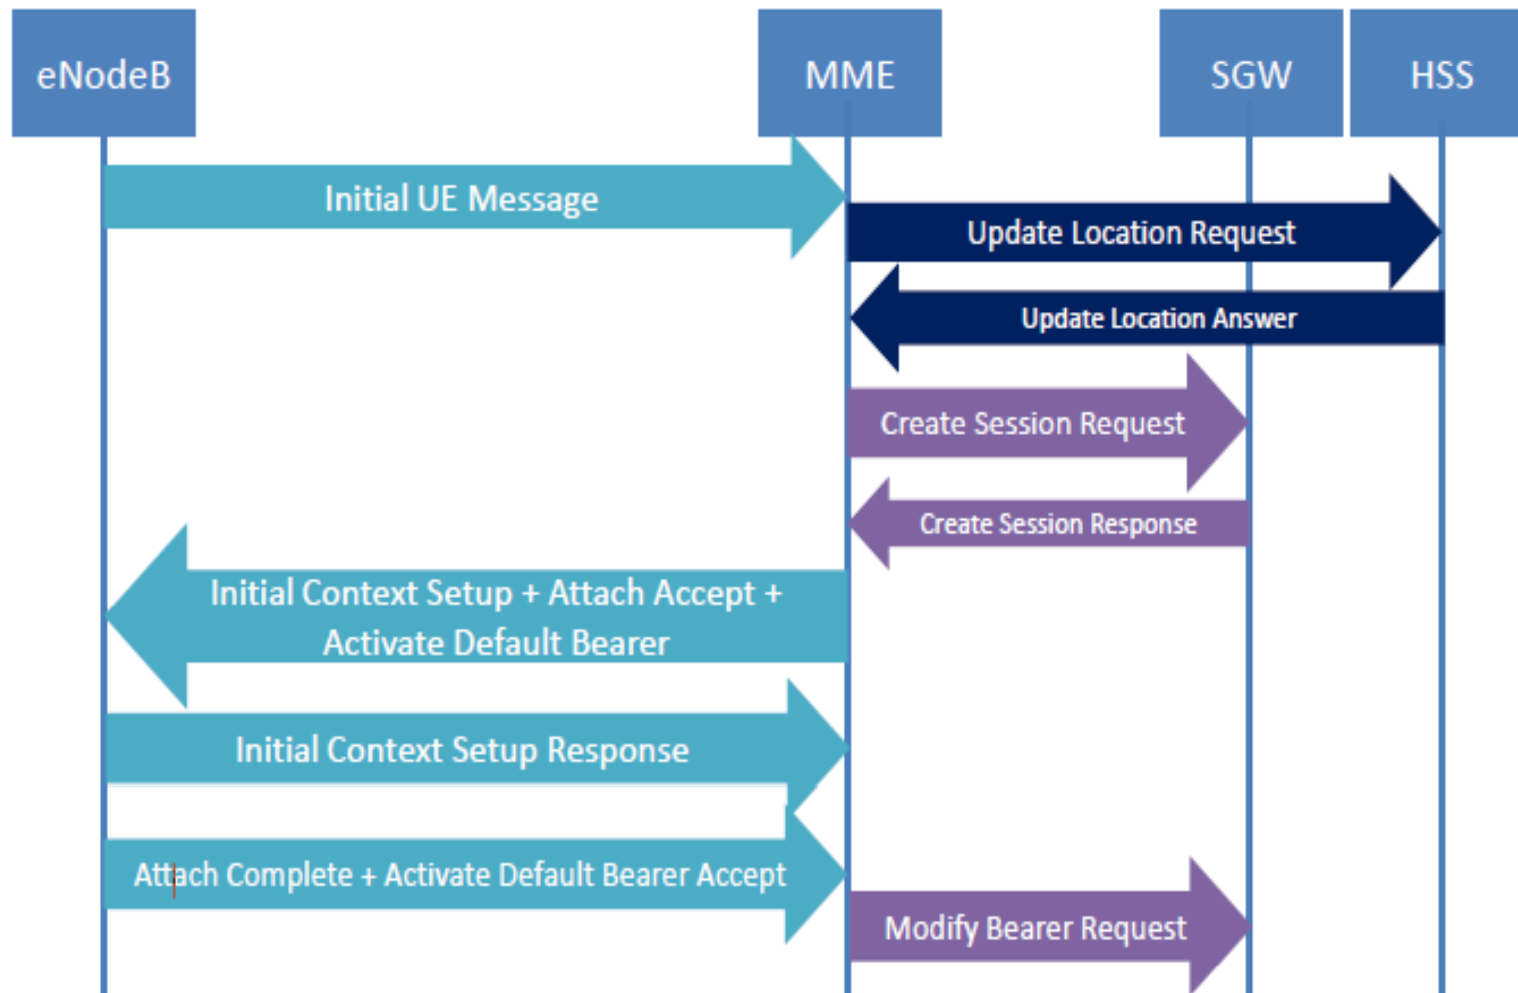 eNodeB
MME
SGW
HSS
Initial UE Message
Update Location Request
Update Location Answer
Create Session Request
Create Session Response
Initial Context Setup + Attach Accept +
Activate Default Bearer
Initial Context Setup Response
Attach Complete + Activate Default Bearer Accept
Modify Bearer Request